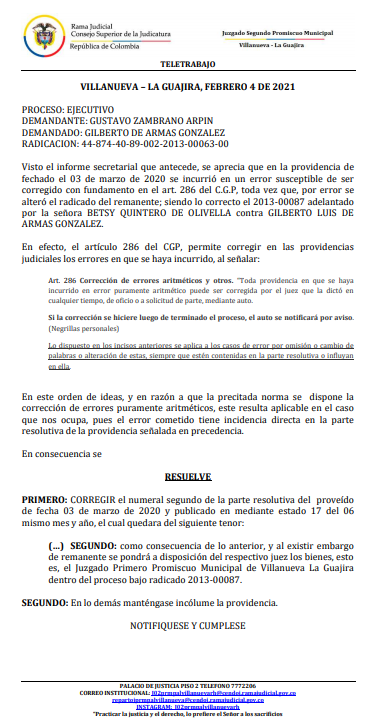 Rama Judicial
Consejo Superior de la Judicatura
República de Colombia
Juzgado Segundo Promiscuo Municipal
Villanueva - La Guajira
TELETRABAJO
VILLANUEVA – LA GUAJIRA, FEBRERO 4 DE 2021
PROCESO: EJECUTIVO
DEMANDANTE: GUSTAVO ZAMBRANO ARPIN
DEMANDADO: GILBERTO DE ARMAS GONZALEZ
RADICACION: 44-874-40-89-002-2013-00063-00
Visto el informe secretarial que antecede, se aprecia que en la providencia de
fechado el 03 de marzo de 2020 se incurrió en un error susceptible de ser
corregido con fundamento en el art. 286 del C.G.P, toda vez que, por error se
alteró el radicado del remanente; siendo lo correcto el 2013-00087 adelantado
por la señora BETSY QUINTERO DE OLIVELLA contra GILBERTO LUIS DE
ARMAS GONZALEZ.
En efecto, el artículo 286 del CGP, permite corregir en las providencias
judiciales los errores en que se haya incurrido, al señalar:
Art. 286 Corrección de errores aritméticos y otros. "Toda providencia en que se haya
incurrido en error puramente aritmético puede ser corregida por el juez que la dictó en
cualquier tiempo, de oficio o a solicitud de parte, mediante auto.
Si la corrección se hiciere luego de terminado el proceso, el auto se notificará por aviso.
(Negrillas personales)
Lo dispuesto en los incisos anteriores se aplica a los casos de error por omisión o cambio de
palabras o alteración de estas, siempre que estén contenidas en la parte resolutiva o influyan
en ella.
En este orden de ideas, y en razón a que la precitada norma se dispone la
corrección de errores puramente aritméticos, este resulta aplicable en el caso
que nos ocupa, pues el error cometido tiene incidencia directa en la parte
resolutiva de la providencia señalada en precedencia.
En consecuencia se
RESUELVE
PRIMERO: CORREGIR el numeral segundo de la parte resolutiva del proveído
de fecha 03 de marzo de 2020 y publicado en mediante estado 17 del 06
mismo mes y año, el cual quedara del siguiente tenor:
(...) SEGUNDO: como consecuencia de lo anterior, y al existir embargo
de remanente se pondrá a disposición del respectivo juez los bienes, esto
es, el Juzgado Primero Promiscuo Municipal de Villanueva La Guajira
dentro del proceso bajo radicado 2013-00087.
SEGUNDO: En lo demás manténgase incólume la providencia.
NOTIFIQUESE Y CUMPLESE
PALACIO DE JUSTICIA PISO 2 TELEFONO 7772206
CORREO INSTITUCIONAL: J02prmpalvillanuevarh@cendoj.ramajudicial.gov.co
repartojprmpalvillanueva@cendoj.ramajudicial.gov.co
INSTAGRAM: J02prmpalvillanuevarh
"Practicar la justicia y el derecho, lo prefiere el Señor a los sacrificios